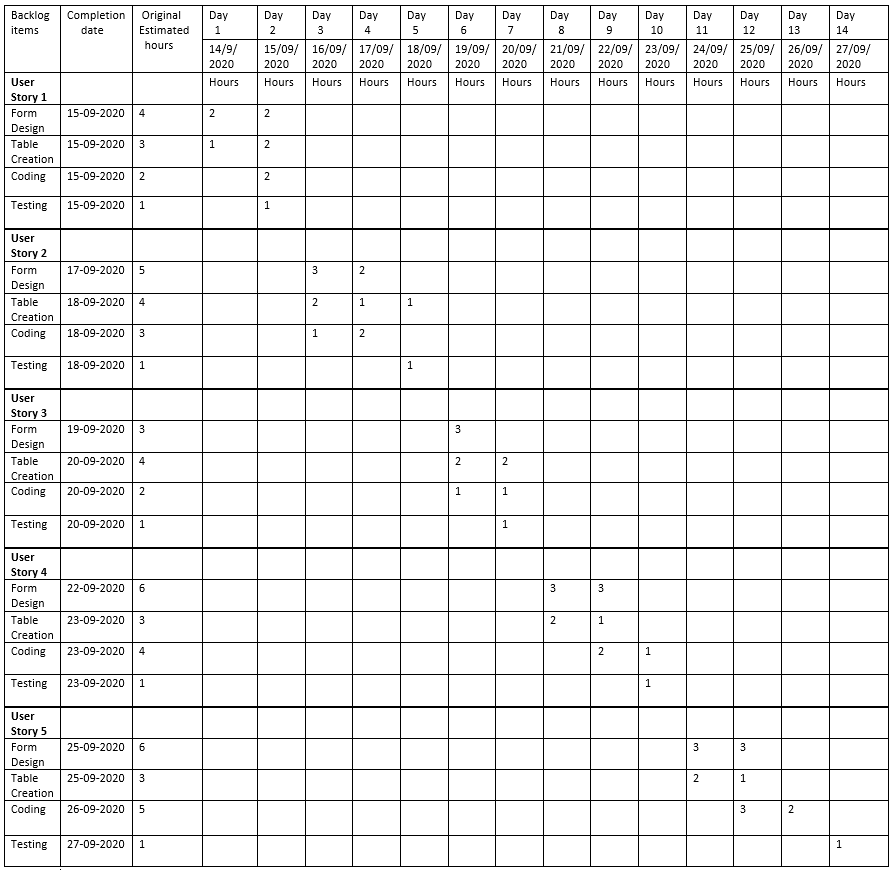 Backlog items Completion date Original Estimated hours Day 1 Day 2 Day 3 Day 4 Day 5 Day 6 Day 7 Day 8 Day 9 Day 10 Day 11 Day 12 Day 13 Day 14
14/9/2020 15/09/2020 16/09/2020 17/09/2020 18/09/2020 19/09/2020 20/09/2020 21/09/2020 22/09/2020 23/09/2020 24/09/2020 25/09/2020 26/09/2020 27/09/2020
User Story 1 Hours Hours Hours Hours Hours Hours Hours Hours Hours Hours Hours Hours Hours Hours
Form Design 15-09-2020 4 2 2
Table Creation 15-09-2020 3 1 2
Coding 15-09-2020 2 2
Testing 15-09-2020 1 1
User Story 2
Form Design 17-09-2020 5 3 2
Table Creation 18-09-2020 4 2 1 1
Coding 18-09-2020 3 1 2
Testing 18-09-2020 1 1
User Story 3
Form Design 19-09-2020 3 3
Table Creation 20-09-2020 4 2 2
Coding 20-09-2020 2 1 1
Testing 20-09-2020 1 1
User Story 4
Form Design 22-09-2020 6 3 3
Table Creation 23-09-2020 3 2 1
Coding 23-09-2020 4 2 1
Testing 23-09-2020 1 1
User Story 5
Form Design 25-09-2020 6 3 3
Table Creation 25-09-2020 3 2 1
Coding 26-09-2020 5 3 2
Testing 27-09-2020 1 1